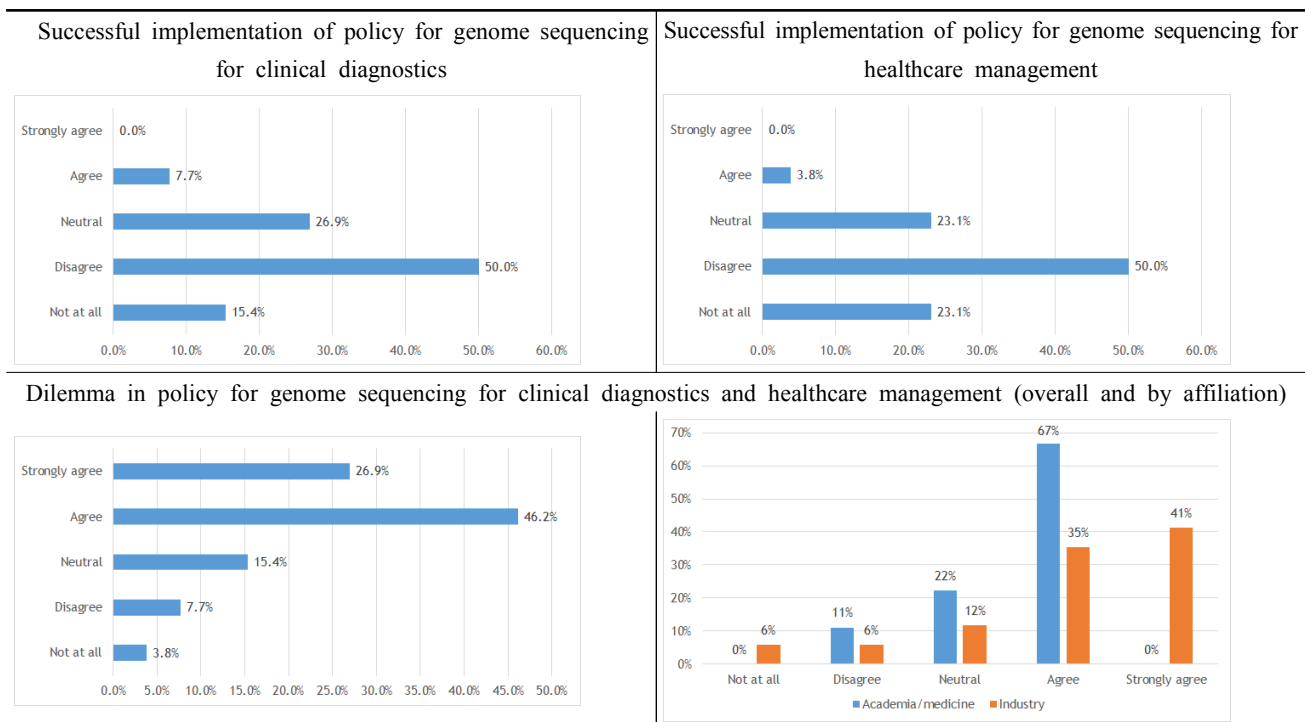 Successful implementation of policy for genome sequencing
for clinical diagnostics
Strongly agree 0.0%
Agree 7.7%
Neutral 26.9%
Disagree 50.0%
Not at all 15.4%
0.0% 10.0% 20.0% 30.0% 40.0% 50.0% 60.0%
Successful implementation of policy for genome sequencing for
healthcare management
Strongly agree 0.0%
Agree 3.8%
Neutral 23.1%
Disagree 50.0%
Not at all 23.1%
0.0% 10.0% 20.0% 30.0% 40.0% 50.0% 60.0%
Dilemma in policy for genome sequencing for clinical diagnostics and healthcare management (overall and by affiliation)
Strongly agree 26.9%
Agree 46.2%
Neutral 15.4%
Disagree 7.7%
Not at all 3.8%
0.0% 5.0% 10.0% 15.0% 20.0% 25.0% 30.0% 35.0% 40.0% 45.0% 50.0%
70%
60%
50%
40%
30%
20%
10%
0%
0% 6%
11% 6%
22% 12%
67% 35%
0% 41%
Not at all Disagree Neutral Agree Strongly agree
Academia/medicine Industry